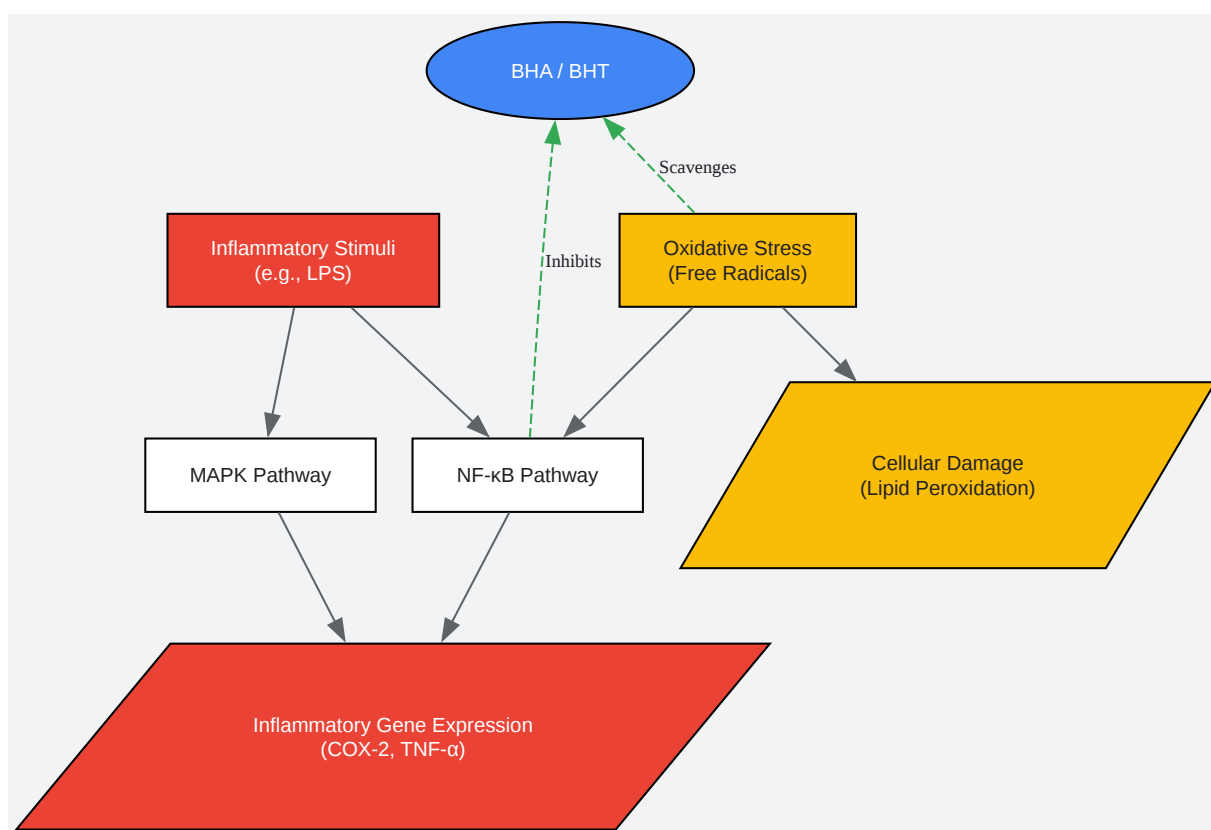 BHA / BHT
Scavenges
Inflammatory Stimuli
(e.g., LPS)
Oxidative Stress
(Free Radicals)
Inhibits
MAPK Pathway
NF-κB Pathway
Cellular Damage
(Lipid Peroxidation)
Inflammatory Gene Expression
(COX-2, TNF-α)